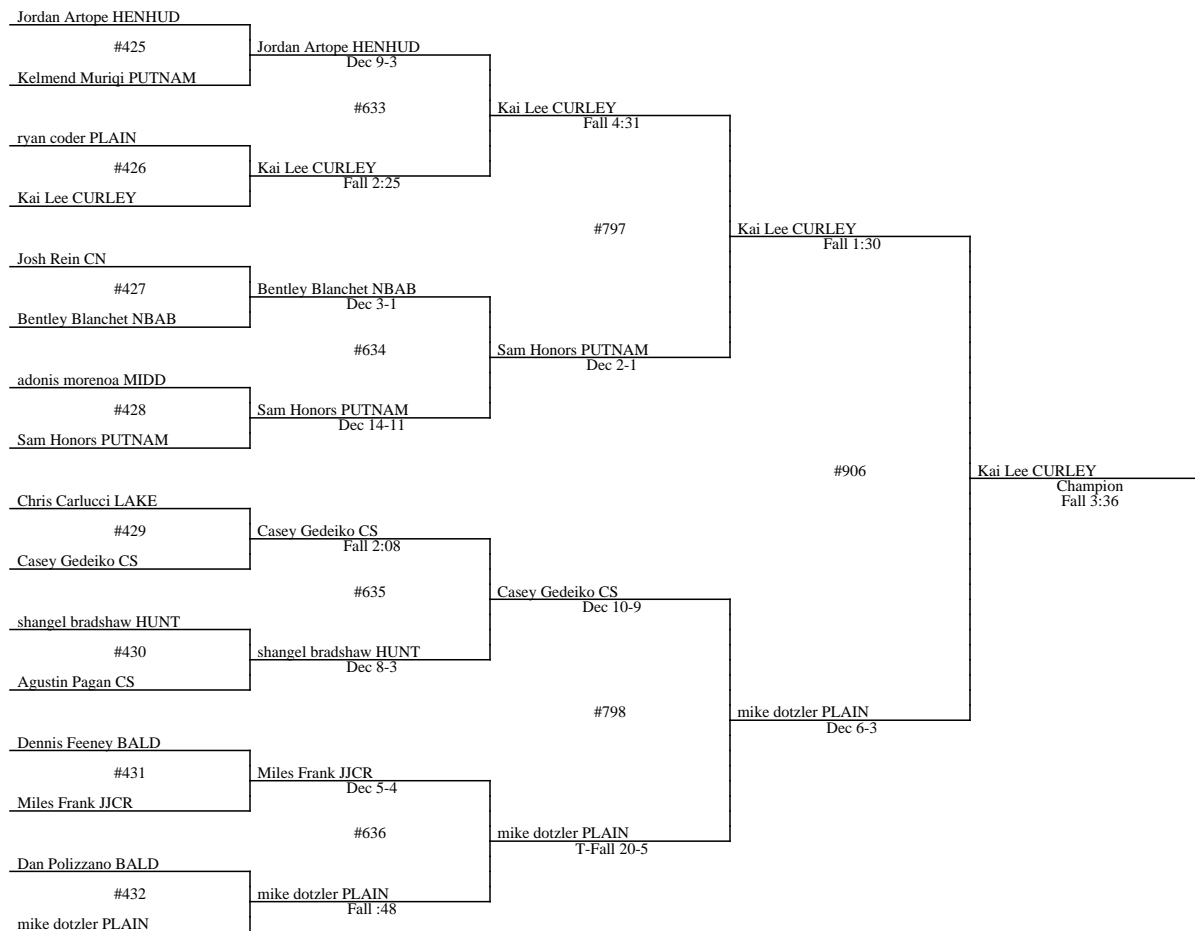 Jordan Artope HENHUD
#425
Kelmend Muriqi PUTNAM
Jordan Artope HENHUD
Dec 9-3
#633
ryan coder PLAIN
#426
Kai Lee CURLEY
Kai Lee CURLEY
Fall 2:25
Kai Lee CURLEY
Fall 4:31
#797
Josh Rein CN
#427
Bentley Blanchet NBAB
Bentley Blanchet NBAB
Dec 3-1
#634
adonis morenoa MIDD
#428
Sam Honors PUTNAM
Sam Honors PUTNAM
Dec 14-11
Sam Honors PUTNAM
Dec 2-1
Kai Lee CURLEY
Fall 1:30
#906
Chris Carlucci LAKE
#429
Casey Gedeiko CS
Casey Gedeiko CS
Fall 2:08
#635
shangel bradshaw HUNT
#430
Agustin Pagan CS
shangel bradshaw HUNT
Dec 8-3
Casey Gedeiko CS
Dec 10-9
#798
Dennis Feeney BALD
#431
Miles Frank JJCR
Miles Frank JJCR
Dec 5-4
#636
Dan Polizzano BALD
#432
mike dotzler PLAIN
mike dotzler PLAIN
Fall :48
mike dotzler PLAIN
T-Fall 20-5
mike dotzler PLAIN
Dec 6-3
Kai Lee CURLEY
Champion
Fall 3:36